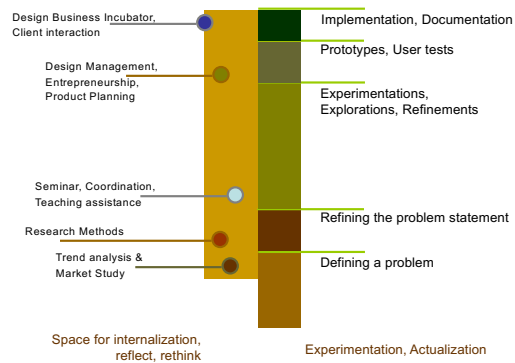 Design Business Incubator,
Client interaction
Design Management,
Entrepreneurship,
Product Planning
Seminar, Coordination,
Teaching assistance
Research Methods
Trend analysis &
Market Study
Space for internalization,
reflect, rethink
Implementation, Documentation
Prototypes, User tests
Experimentations,
Explorations, Refinements
Refining the problem statement
Defining a problem
Experimentation, Actualization